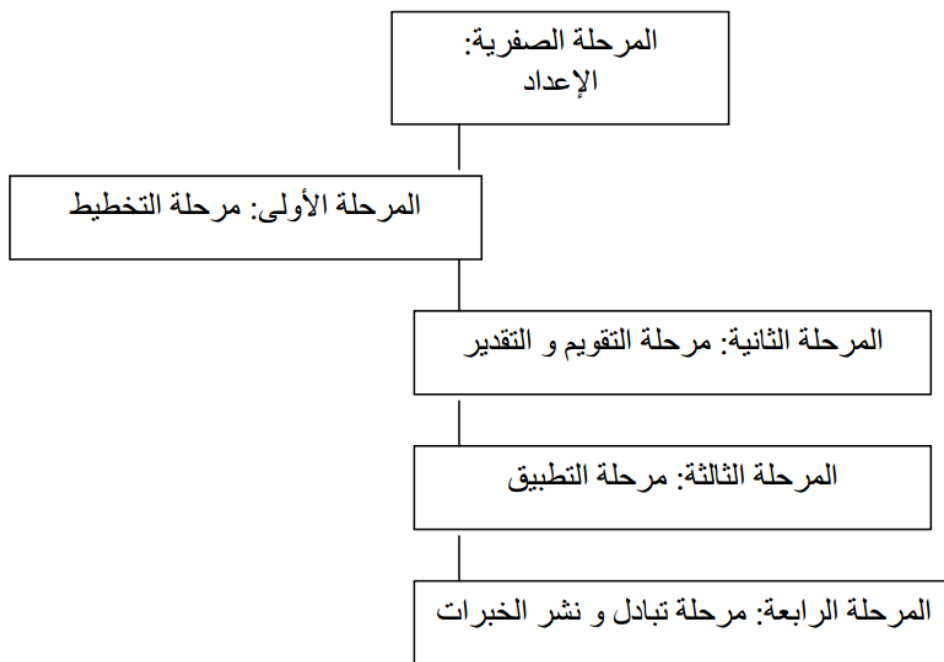 المرحلة الصفرية:
الإعداد
المرحلة الأولى: مرحلة التخطيط
المرحلة الثانية: مرحلة التقويم و التقدير
المرحلة الثالثة: مرحلة التطبيق
المرحلة الرابعة: مرحلة تبادل و نشر الخبرات